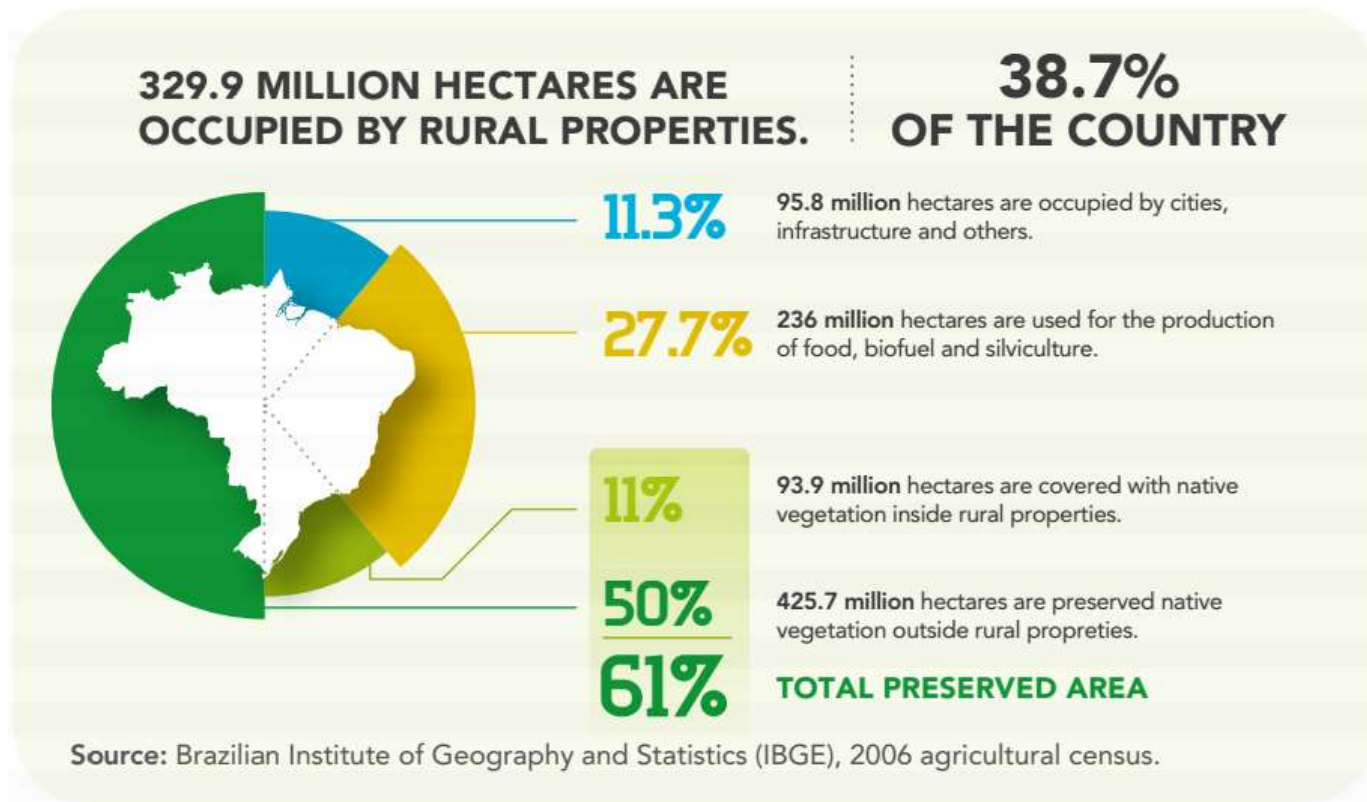 329.9 MILLION HECTARES ARE
OCCUPIED BY RURAL PROPERTIES.
38.7%
OF THE COUNTRY
11.3%
95.8 million hectares are occupied by cities,
infrastructure and others.
27.7%
236 million hectares are used for the production
of food, biofuel and silviculture.
11%
93.9 million hectares are covered with native
vegetation inside rural properties.
50%
425.7 million hectares are preserved native
vegetation outside rural propreties.
61%
TOTAL PRESERVED AREA
Source: Brazilian Institute of Geography and Statistics (IBGE), 2006 agricultural census.